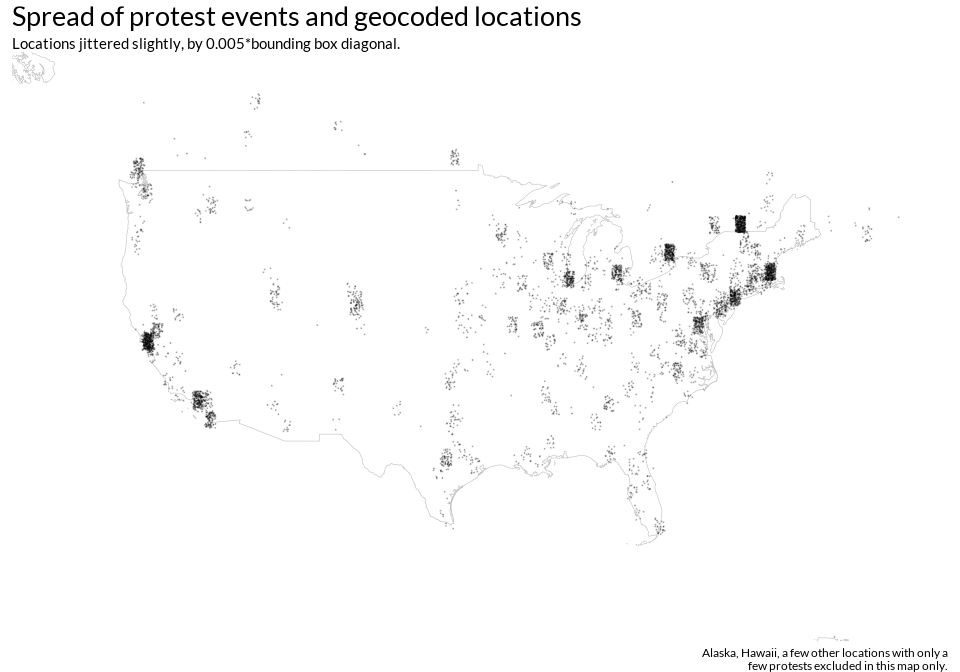 Spread of protest events and geocoded locations
Locations jittered slightly, by 0.005*bounding box diagonal.
Alaska, Hawaii, a few other locations with only a
few protests excluded in this map only.